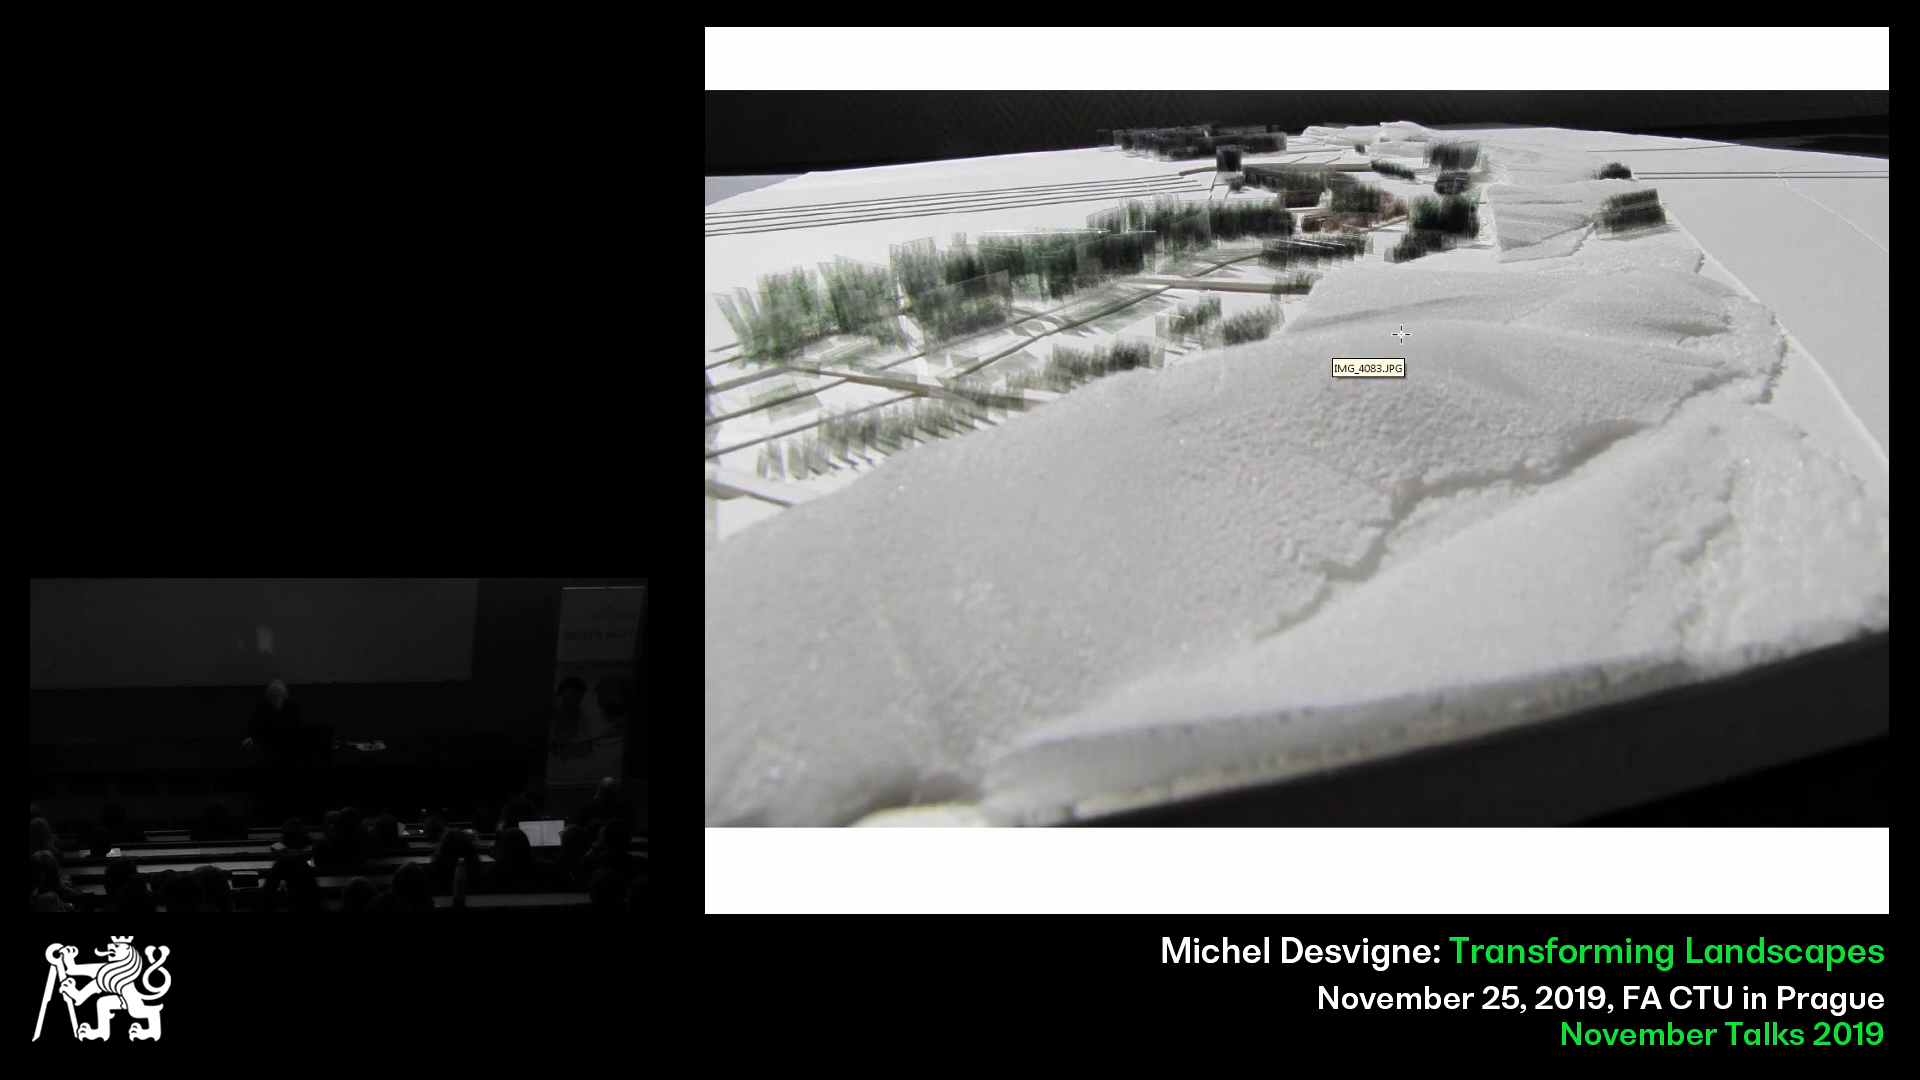 IMG_4083.JPG
Michel Desvigne: Transforming Landscapes
November 25, 2019, FA CTU in Prague
November Talks 2019